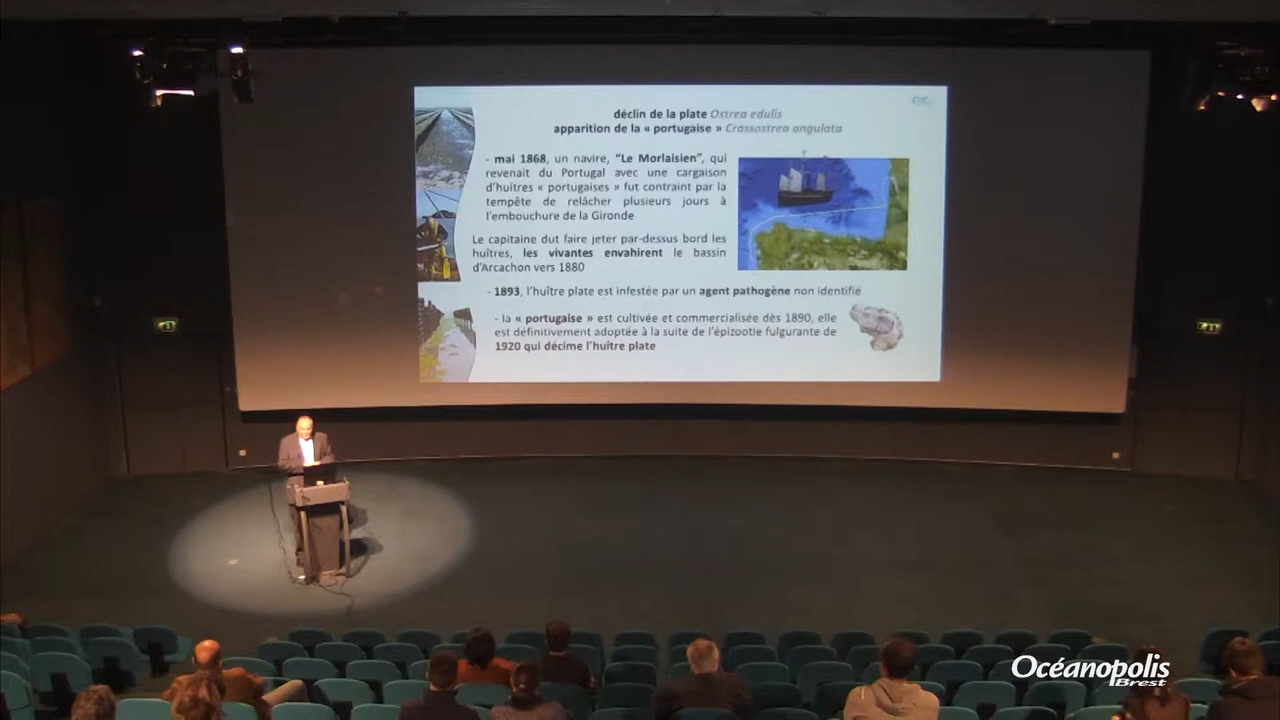 déclin de la plate Ostrea edulis
apparition de la « portugaise » Crassostrea angulata
- mai 1868, un navire, “Le Morlaisien”, qui
revenait du Portugal avec une cargaison
d’huitres « portugaises » fut contraint par la
tempête de relâcher plusieurs jours à
l’embouchure de la Gironde
Le capitaine dut faire jeter par-dessus bord les
huîtres, les vivantes envahirent le bassin
d’Arcachon vers 1880
- 1893, l’huître plate est infestée par un agent pathogène non identifié
- la « portugaise » est cultivée et commercialisée dès 1890, elle
est définitivement adoptée à la suite de l’épizootie fulgurante de
1920 qui décime l’huître plate
Océanopolis
Brest